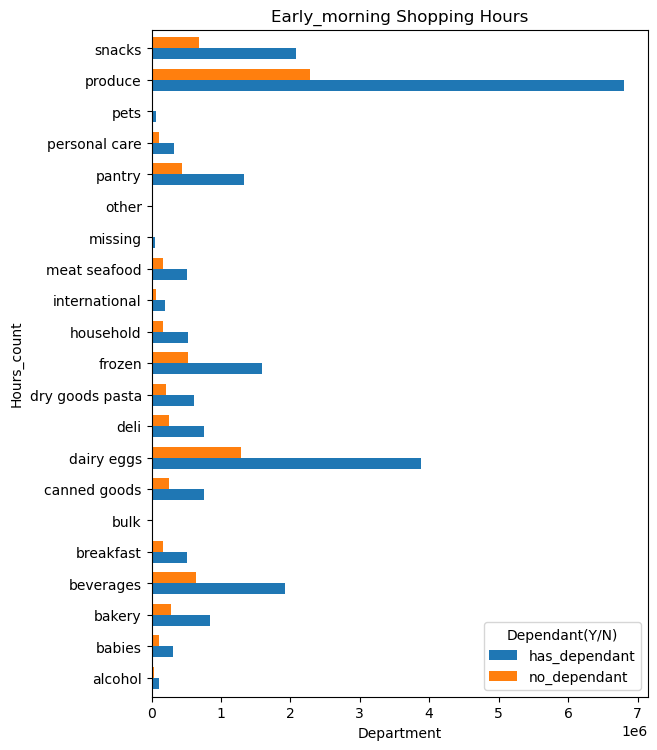 Early_morning Shopping Hours
snacks
produce
pets
personal care
pantry
other
missing
meat seafood
international
household
frozen
dry goods pasta
deli
dairy eggs
canned goods
bulk
breakfast
beverages
bakery
babies
alcohol
Hours_count
Dependant(Y/N)
has_dependant
no_dependant
0 1 2 3 4 5 6 7
1e6
Department